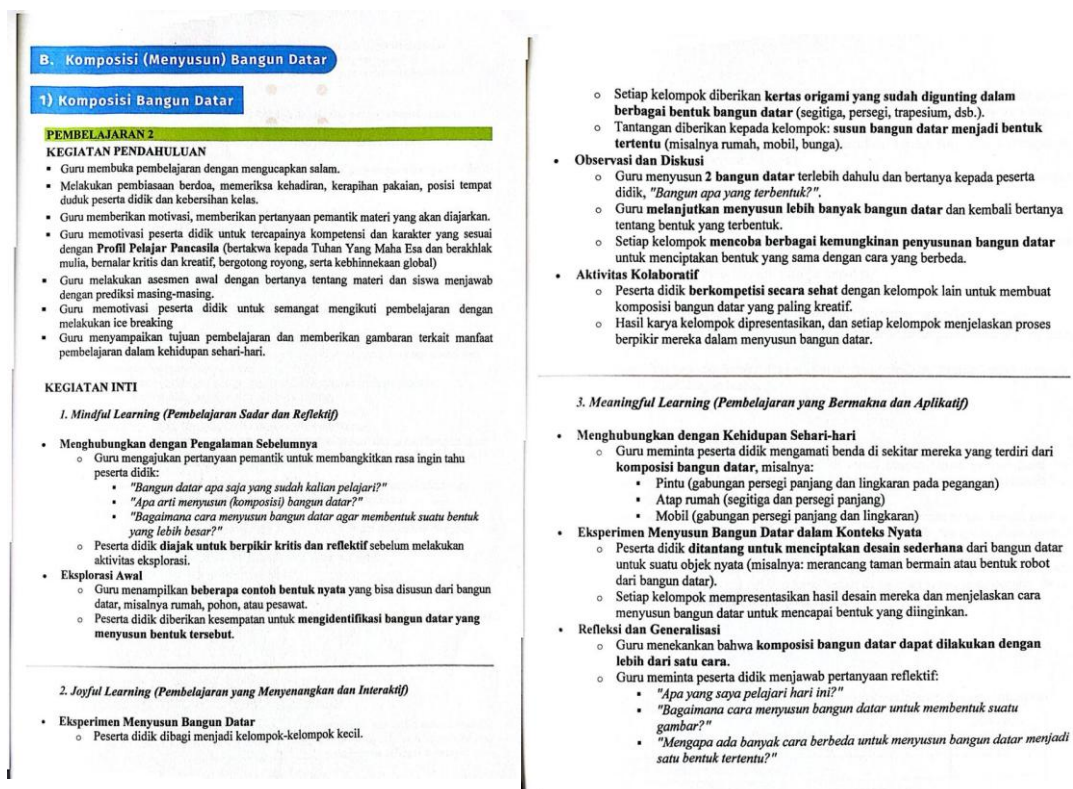 B. Komposisi (Menyusun) Bangun Datar
1) Komposisi Bangun Datar
PEMBELAJARAN 2
KEGIATAN PENDAHULUAN
▪ Guru membuka pembelajaran dengan mengucapkan salam.
▪ Melakukan pembiasaan berdoa, memeriksa kehadiran, kerapihan pakaian, posisi tempat
duduk peserta didik dan kebersihan kelas.
▪ Guru memberikan motivasi, memberikan pertanyaan pemantik materi yang akan diajarkan.
▪ Guru memotivasi peserta didik untuk tercapainya kompetensi dan karakter yang sesuai
dengan Profil Pelajar Pancasila (bertakwa kepada Tuhan Yang Maha Esa dan berakhlak
mulia, bernalar kritis dan kreatif, bergotong royong, serta kebhinnekaan global)
▪ Guru melakukan asesmen awal dengan bertanya tentang materi dan siswa menjawab
dengan prediksi masing-masing.
▪ Guru memotivasi peserta didik untuk semangat mengikuti pembelajaran dengan
melakukan ice breaking
▪ Guru menyampaikan tujuan pembelajaran dan memberikan gambaran terkait manfaat
pembelajaran dalam kehidupan sehari-hari.
KEGIATAN INTI
1. Mindful Learning (Pembelajaran Sadar dan Reflektif)
• Menghubungkan dengan Pengalaman Sebelumnya
o Guru mengajukan pertanyaan pemantik untuk membangkitkan rasa ingin tahu
peserta didik:
▪ "Bangun datar apa saja yang sudah kalian pelajari?"
▪ "Apa arti menyusun (komposisi) bangun datar?"
▪ "Bagaimana cara menyusun bangun datar agar membentuk suatu bentuk
yang lebih besar?"
o Peserta didik diajak untuk berpikir kritis dan reflektif sebelum melakukan
aktivitas eksplorasi.
• Eksplorasi Awal
o Guru menampilkan beberapa contoh bentuk nyata yang bisa disusun dari bangun
datar, misalnya rumah, pohon, atau pesawat.
o Peserta didik diberikan kesempatan untuk mengidentifikasi bangun datar yang
menyusun bentuk tersebut.
2. Joyful Learning (Pembelajaran yang Menyenangkan dan Interaktif)
• Eksperimen Menyusun Bangun Datar
o Peserta didik dibagi menjadi kelompok-kelompok kecil.
o Setiap kelompok diberikan kertas origami yang sudah digunting dalam
berbagai bentuk bangun datar (segitiga, persegi, trapesium, dsb.).
o Tantangan diberikan kepada kelompok: susun bangun datar menjadi bentuk
tertentu (misalnya rumah, mobil, bunga).
• Observasi dan Diskusi
o Guru menyusun 2 bangun datar terlebih dahulu dan bertanya kepada peserta
didik, "Bangun apa yang terbentuk?".
o Guru melanjutkan menyusun lebih banyak bangun datar dan kembali bertanya
tentang bentuk yang terbentuk.
o Setiap kelompok mencoba berbagai kemungkinan penyusunan bangun datar
untuk menciptakan bentuk yang sama dengan cara yang berbeda.
• Aktivitas Kolaboratif
o Peserta didik berkompetisi secara sehat dengan kelompok lain untuk membuat
komposisi bangun datar yang paling kreatif.
o Hasil karya kelompok dipresentasikan, dan setiap kelompok menjelaskan proses
berpikir mereka dalam menyusun bangun datar.
3. Meaningful Learning (Pembelajaran yang Bermakna dan Aplikatif)
• Menghubungkan dengan Kehidupan Sehari-hari
o Guru meminta peserta didik mengamati benda di sekitar mereka yang terdiri dari
komposisi bangun datar, misalnya:
▪ Pintu (gabungan persegi panjang dan lingkaran pada pegangan)
▪ Atap rumah (segitiga dan persegi panjang)
▪ Mobil (gabungan persegi panjang dan lingkaran)
• Eksperimen Menyusun Bangun Datar dalam Konteks Nyata
o Peserta didik ditantang untuk menciptakan desain sederhana dari bangun datar
untuk suatu objek nyata (misalnya: merancang taman bermain atau bentuk robot
dari bangun datar).
o Setiap kelompok mempresentasikan hasil desain mereka dan menjelaskan cara
menyusun bangun datar untuk mencapai bentuk yang diinginkan.
• Refleksi dan Generalisasi
o Guru menekankan bahwa komposisi bangun datar dapat dilakukan dengan
lebih dari satu cara.
o Guru meminta peserta didik menjawab pertanyaan reflektif:
▪ "Apa yang saya pelajari hari ini?"
▪ "Bagaimana cara menyusun bangun datar untuk membentuk suatu
gambar?"
▪ "Mengapa ada banyak cara berbeda untuk menyusun bangun datar menjadi
satu bentuk tertentu?"